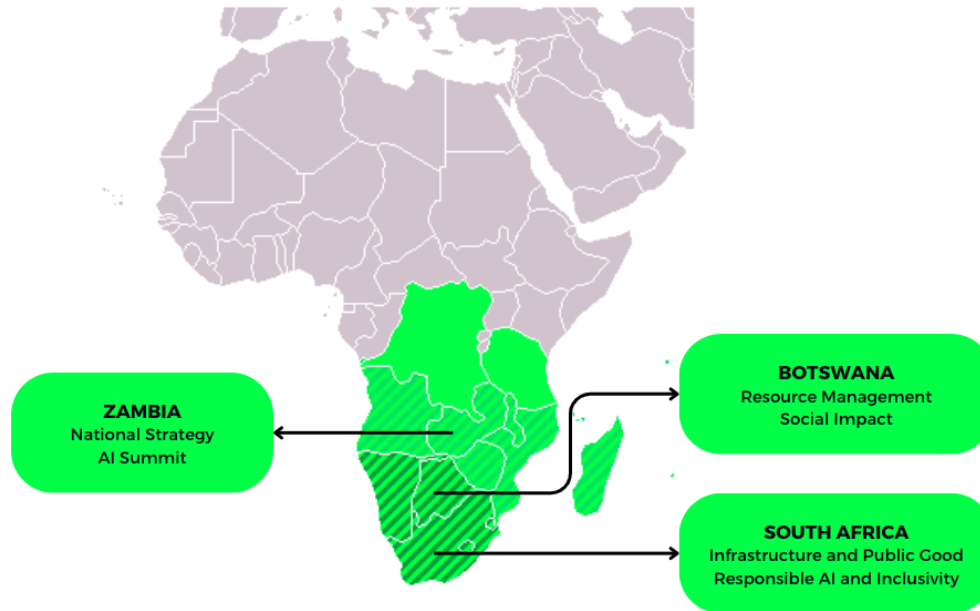 ZAMBIA
National Strategy
AI Summit
BOTSWANA
Resource Management
Social Impact
SOUTH AFRICA
Infrastructure and Public Good
Responsible AI and Inclusivity